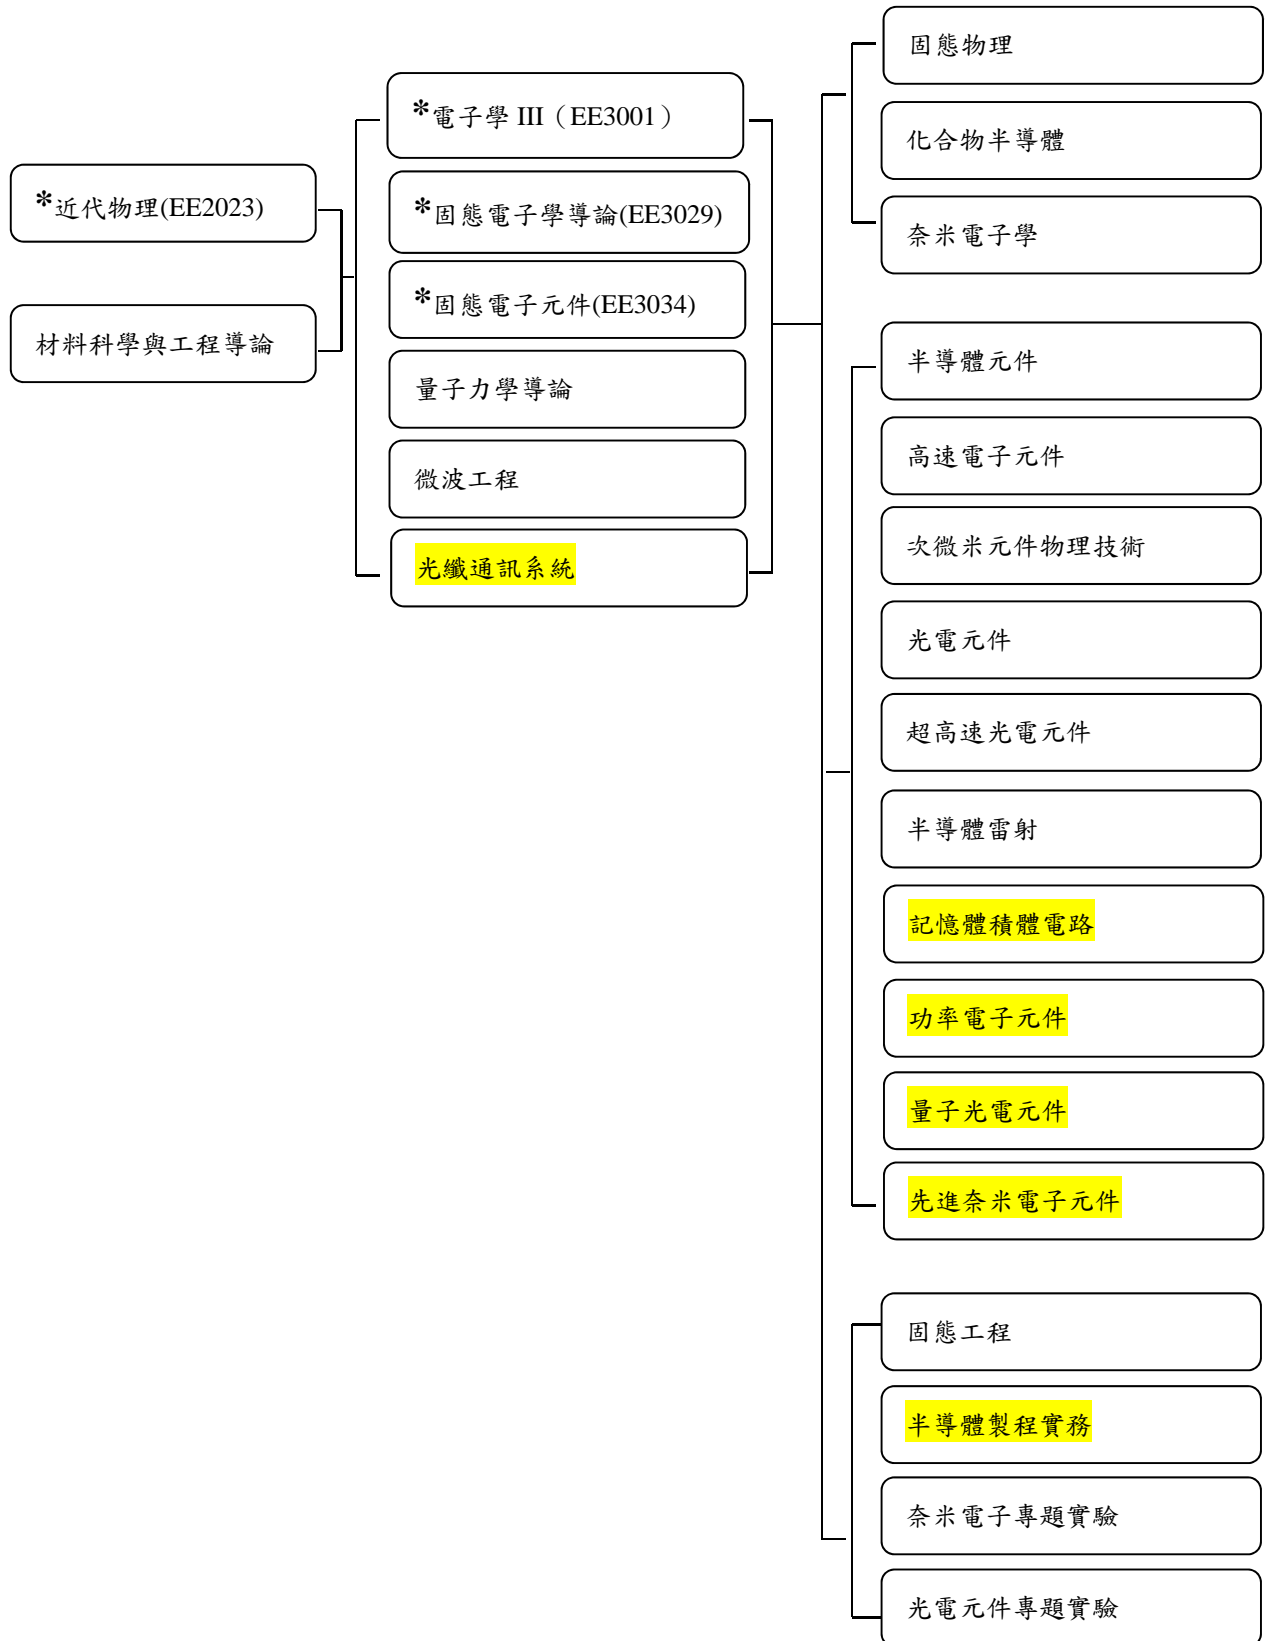 *近代物理(EE2023)
材料科學與工程導論
*電子學 III（EE3001）
*固態電子學導論(EE3029)
*固態電子元件(EE3034)
量子力學導論
微波工程
光纖通訊系統
固態物理
化合物半導體
奈米電子學
半導體元件
高速電子元件
次微米元件物理技術
光電元件
超高速光電元件
半導體雷射
記憶體積體電路
功率電子元件
量子光電元件
先進奈米電子元件
固態工程
半導體製程實務
奈米電子專題實驗
光電元件專題實驗